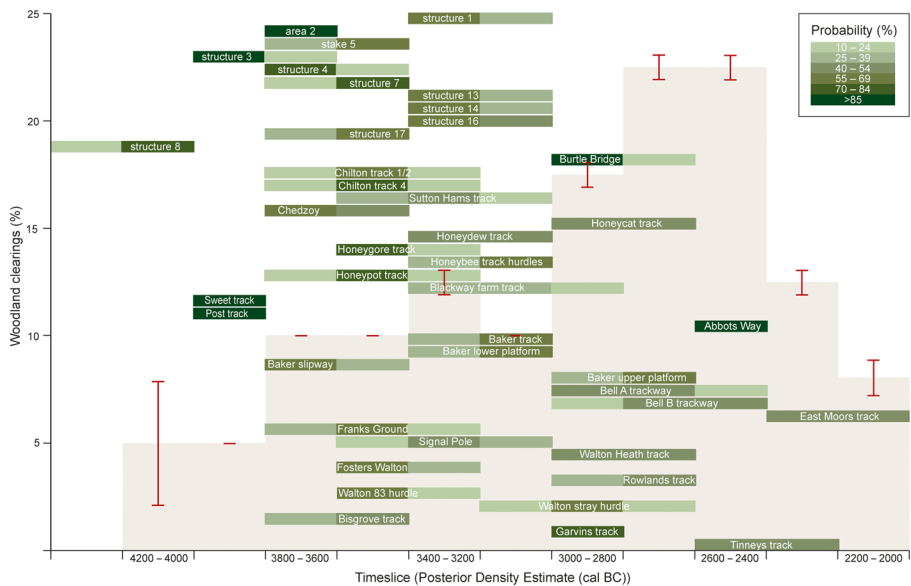 25
20
15
10
5
Woodland clearings (%)
structure 1
area 2
stake 5
structure 3
structure 4
structure 7
structure 13
structure 14
structure 16
structure 17
structure 8
Burtle Bridge
Chilton track 1/2
Chilton track 4
Sutton Hams track
Chedzoy
Honeycat track
Honeydew track
Honeygore track
Honeybee track hurdles
Honeypot track
Blackway farm track
Sweet track
Post track
Abbots Way
Baker track
Baker lower platform
Baker slipway
Baker upper platform
Bell A trackway
Bell B trackway
East Moors track
Franks Ground
Signal Pole
Walton Heath track
Fosters Walton
Rowlands track
Walton 83 hurdle
Walton stray hurdle
Bisgrove track
Garvins track
Tinneys track
Probability (%)
10 – 24
25 – 39
40 – 54
55 – 69
70 – 84
>85
4200 – 4000 3800 – 3600 3400 – 3200 3000 – 2800 2600 – 2400 2200 – 2000
Timeslice (Posterior Density Estimate (cal BC))